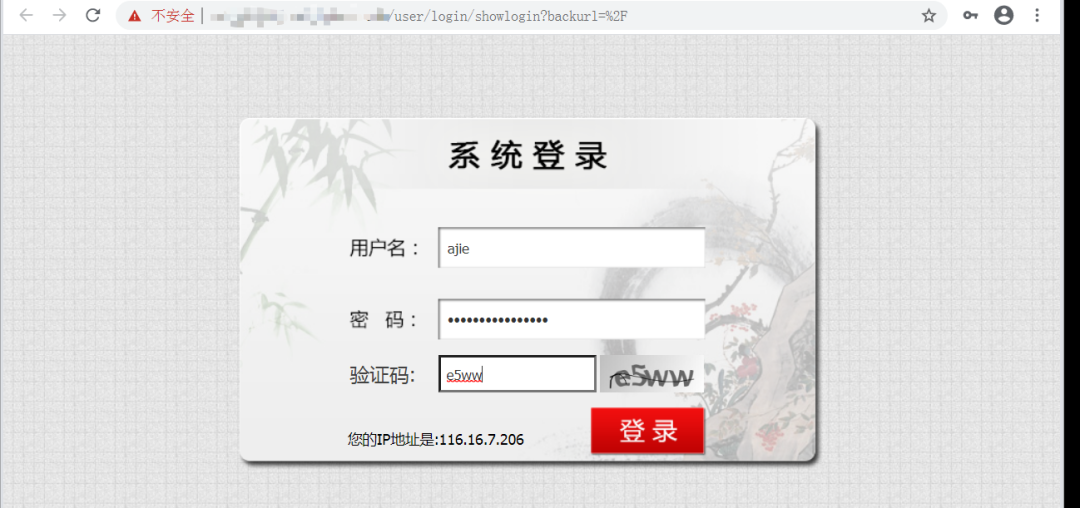 不安全 | /user/login/showlogin?backurl=%2F
系统登录
用户名： ajie
密 码： ••••••••••••••••
验证码: e5ww e5ww
您的IP地址是:116.16.7.206 登录